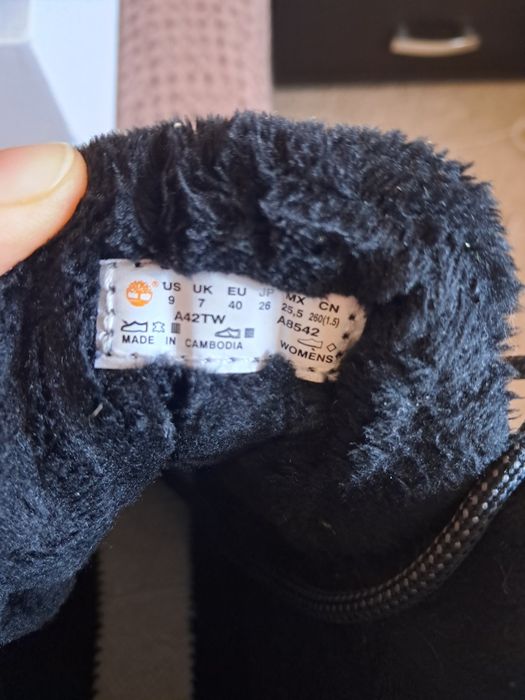 US UK EU JP MX CN
9 7 40 26 25,5 260(1.5)
A42TW A8542
MADE IN CAMBODIA WOMENS